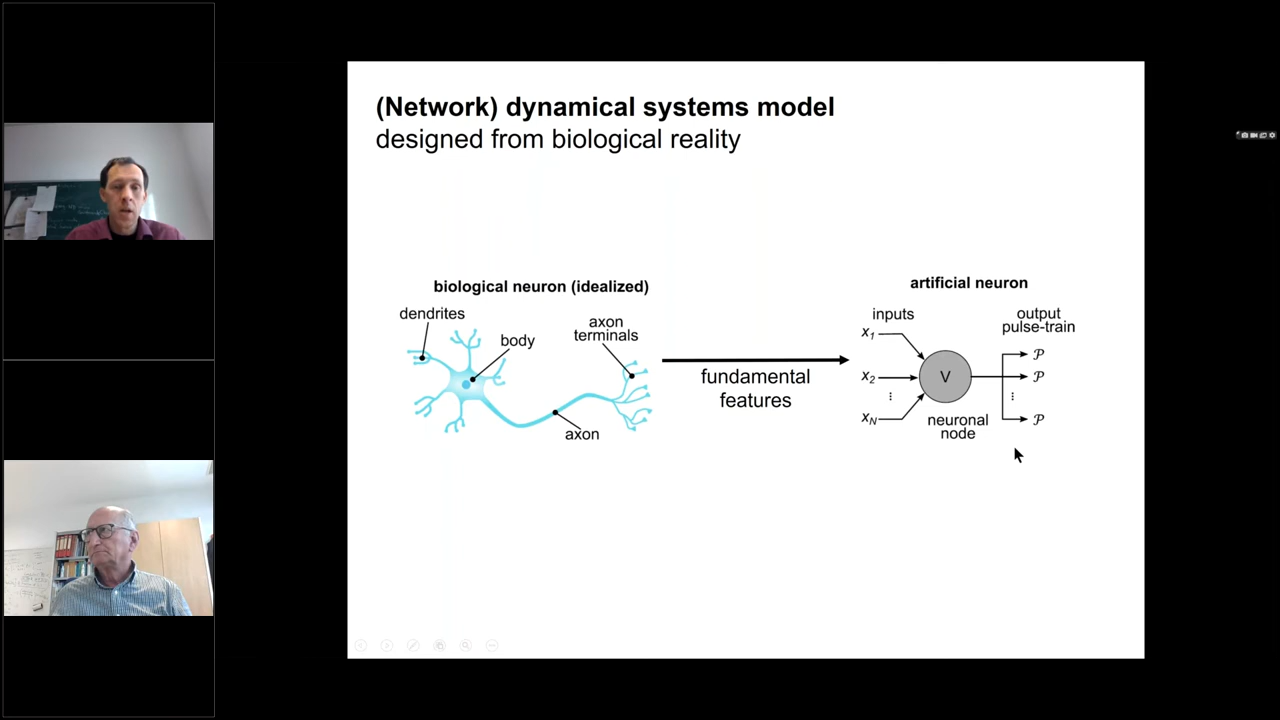 (Network) dynamical systems model
designed from biological reality
biological neuron (idealized)
dendrites
body
axon
terminals
axon
fundamental
features
artificial neuron
inputs
output
pulse-train
x1
x2
⋮
xN
V
neuronal
node
𝒫
𝒫
⋮
𝒫